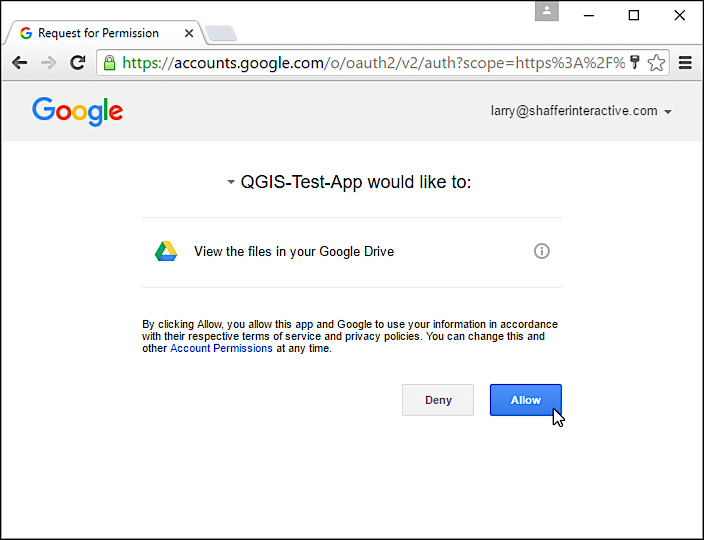 Request for Permission
https://accounts.google.com/o/oauth2/v2/auth?scope=https%3A%2F%
Google
larry@shafferinteractive.com
QGIS-Test-App would like to:
View the files in your Google Drive
By clicking Allow, you allow this app and Google to use your information in accordance
with their respective terms of service and privacy policies. You can change this and
other Account Permissions at any time.
Deny
Allow